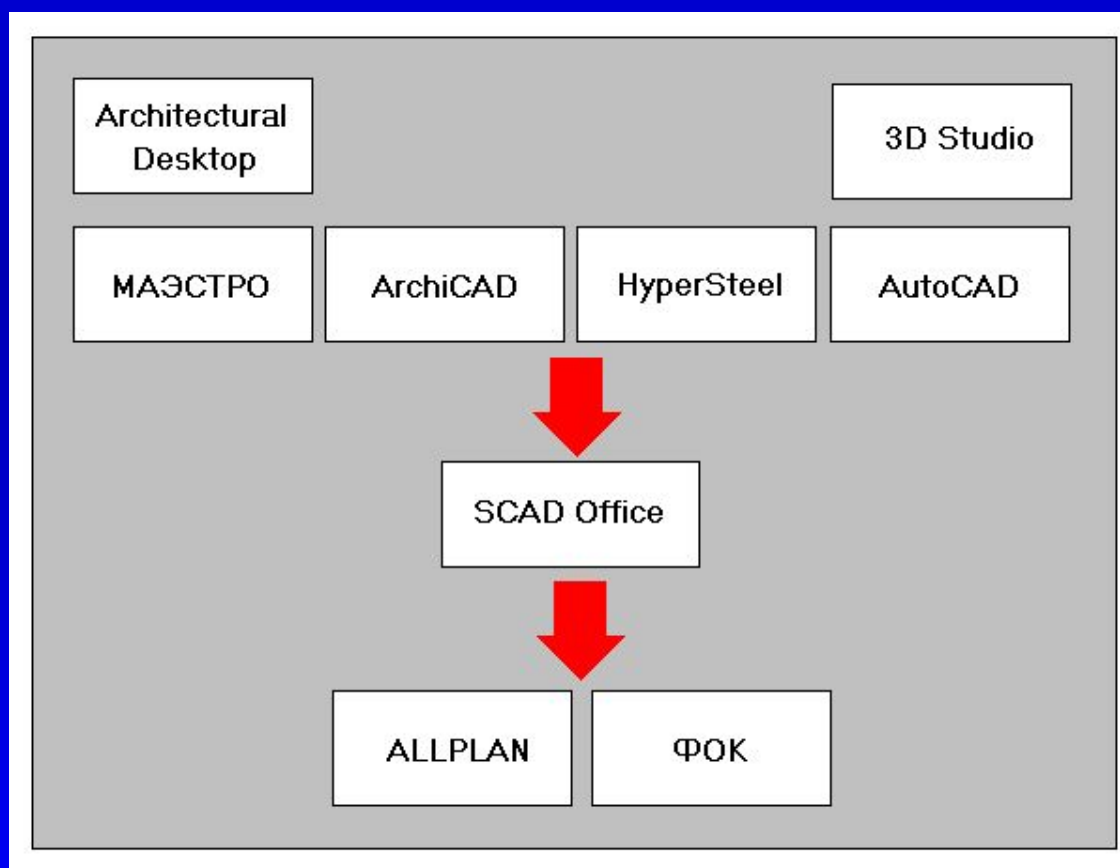 Architectural
Desktop
3D Studio
МАЭСТРО
ArchiCAD
HyperSteel
AutoCAD
SCAD Office
ALLPLAN
ФОК